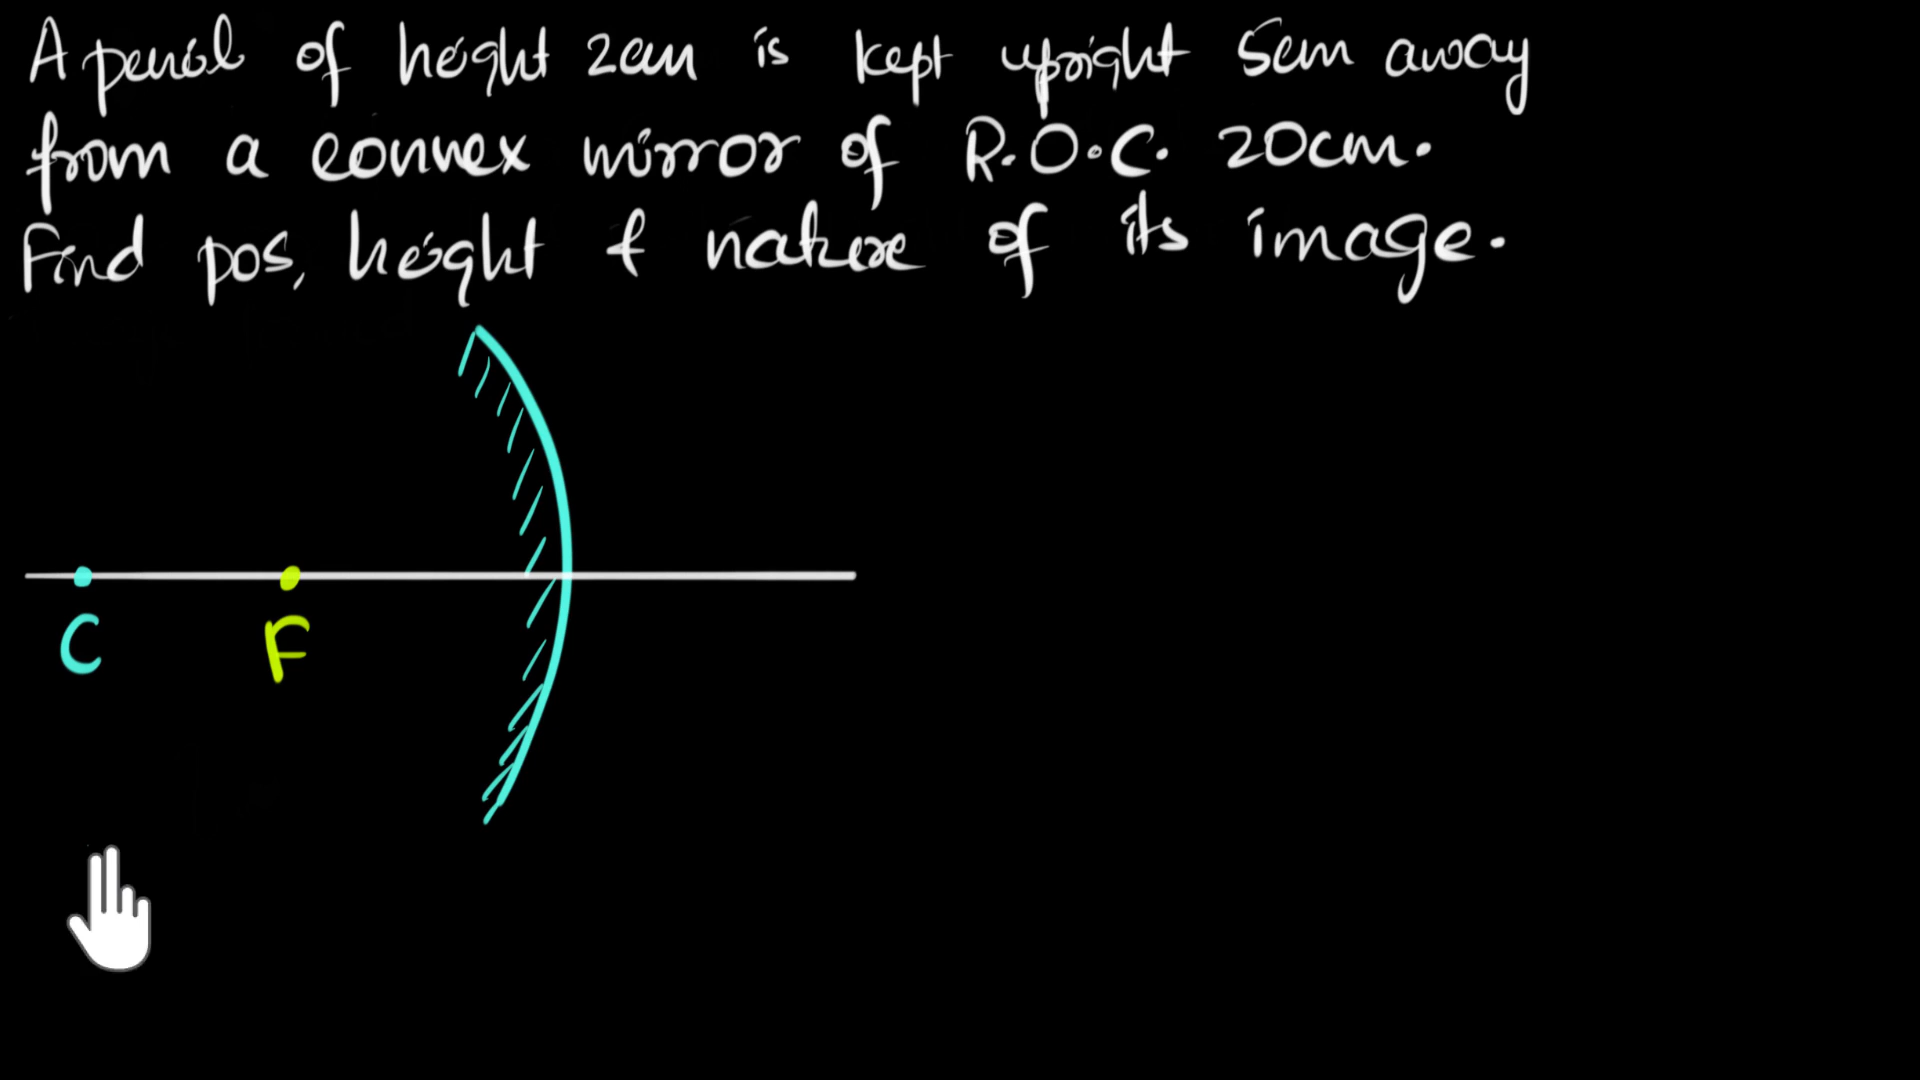 A pencil of height 2cm is kept upright 5cm away
from a convex mirror of R.O.C. 20cm.
Find pos, height & nature of its image.
C F